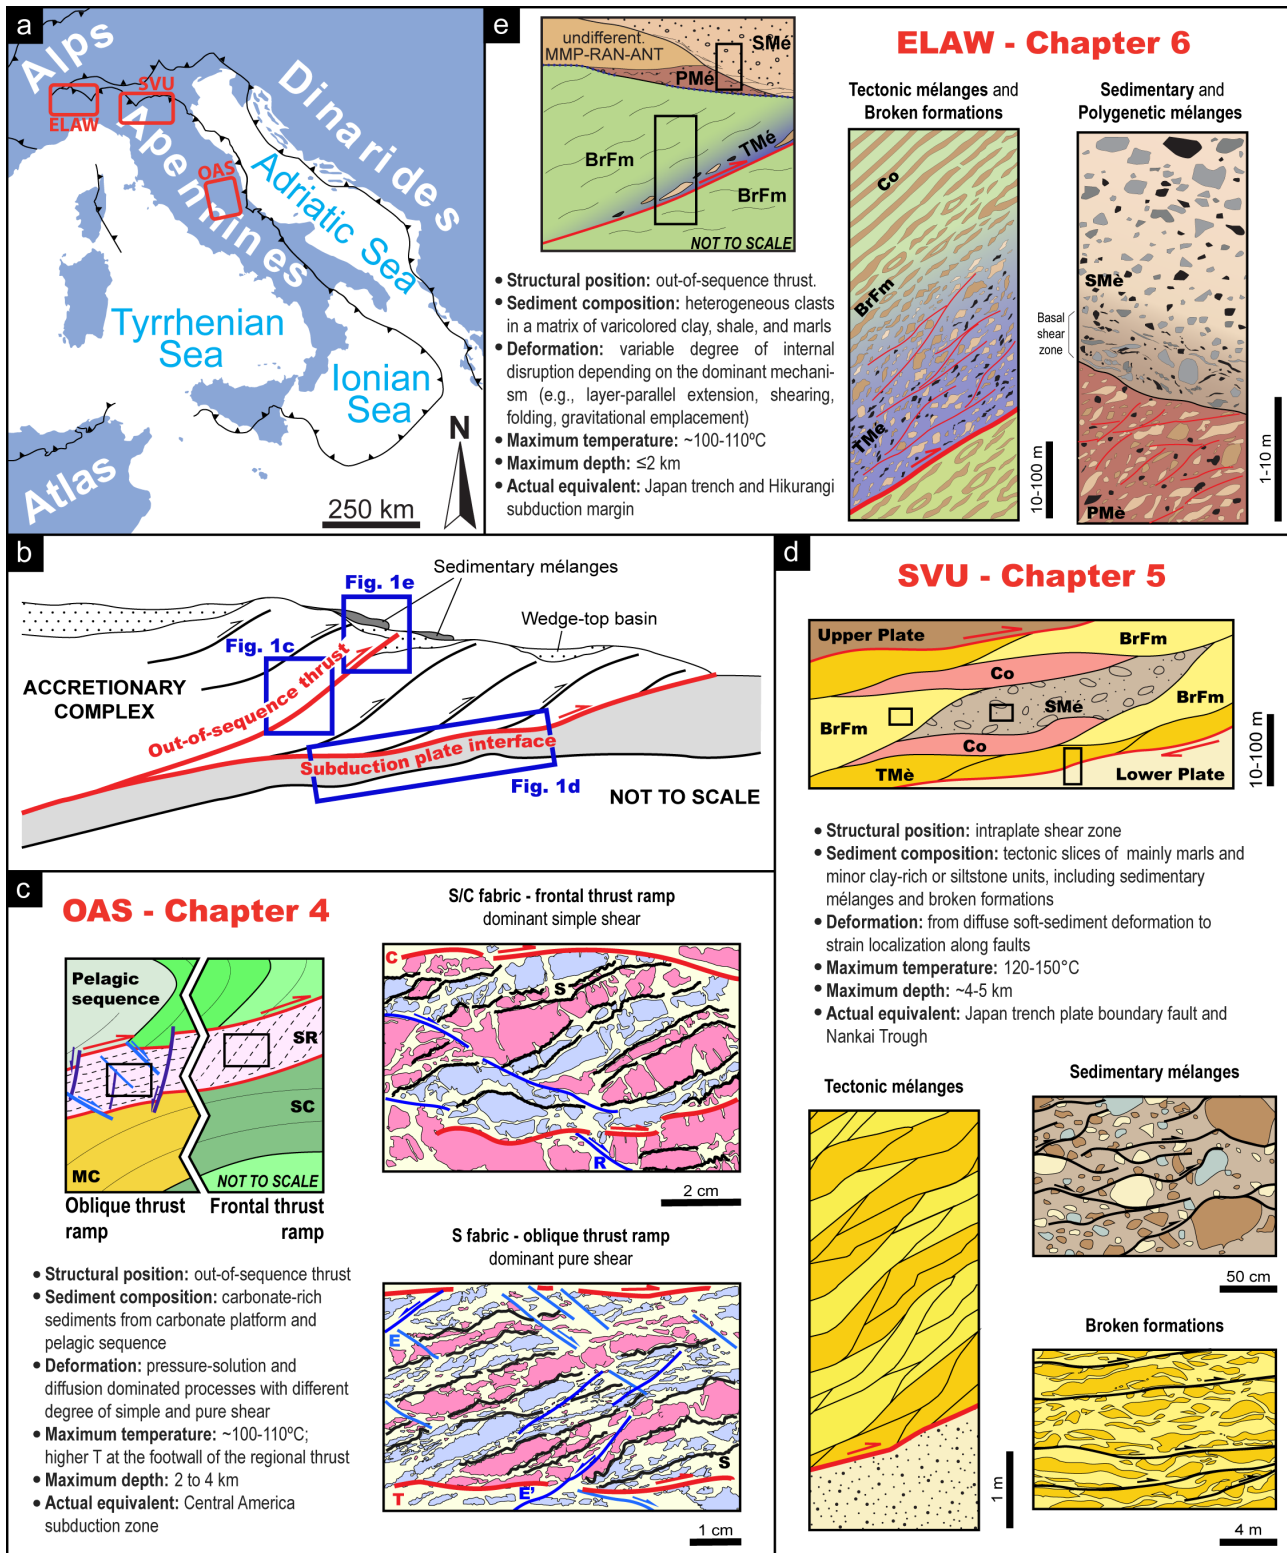 a
Alps
Dinarides
SVU
ELAW
Apennines
OAS
Adriatic Sea
Tyrrhenian
Sea
Ionian
Sea
Atlas
N
250 km
e
ELAW - Chapter 6
undifferent.
MMP-RAN-ANT
SMé
PMé
BrFm
TMé
BrFm
NOT TO SCALE
• Structural position: out-of-sequence thrust.
• Sediment composition: heterogeneous clasts
in a matrix of varicolored clay, shale, and marls
• Deformation: variable degree of internal
disruption depending on the dominant mechani-
sm (e.g., layer-parallel extension, shearing,
folding, gravitational emplacement)
• Maximum temperature: ~100-110ºC
• Maximum depth: ≤2 km
• Actual equivalent: Japan trench and Hikurangi
subduction margin
Tectonic mélanges and
Broken formations
Co
BrFm
TMé
10-100 m
Sedimentary and
Polygenetic mélanges
SMé
Basal
shear
zone
PMè
1-10 m
b
Sedimentary mélanges
Fig. 1e
Wedge-top basin
Fig. 1c
ACCRETIONARY
COMPLEX
Out-of-sequence thrust
Subduction plate interface
Fig. 1d
NOT TO SCALE
d
SVU - Chapter 5
Upper Plate
BrFm
Co
BrFm
SMé
BrFm
Co
TMè
Lower Plate
10-100 m
• Structural position: intraplate shear zone
• Sediment composition: tectonic slices of mainly marls and
minor clay-rich or siltstone units, including sedimentary
mélanges and broken formations
• Deformation: from diffuse soft-sediment deformation to
strain localization along faults
• Maximum temperature: 120-150°C
• Maximum depth: ~4-5 km
• Actual equivalent: Japan trench plate boundary fault and
Nankai Trough
Tectonic mélanges
1 m
Sedimentary mélanges
50 cm
Broken formations
4 m
c
OAS - Chapter 4
Pelagic
sequence
SR
SC
MC
NOT TO SCALE
Oblique thrust
ramp
Frontal thrust
ramp
• Structural position: out-of-sequence thrust
• Sediment composition: carbonate-rich
sediments from carbonate platform and
pelagic sequence
• Deformation: pressure-solution and
diffusion dominated processes with different
degree of simple and pure shear
• Maximum temperature: ~100-110ºC;
higher T at the footwall of the regional thrust
• Maximum depth: 2 to 4 km
• Actual equivalent: Central America
subduction zone
S/C fabric - frontal thrust ramp
dominant simple shear
C
S
R
2 cm
S fabric - oblique thrust ramp
dominant pure shear
E
S
T
E'
1 cm